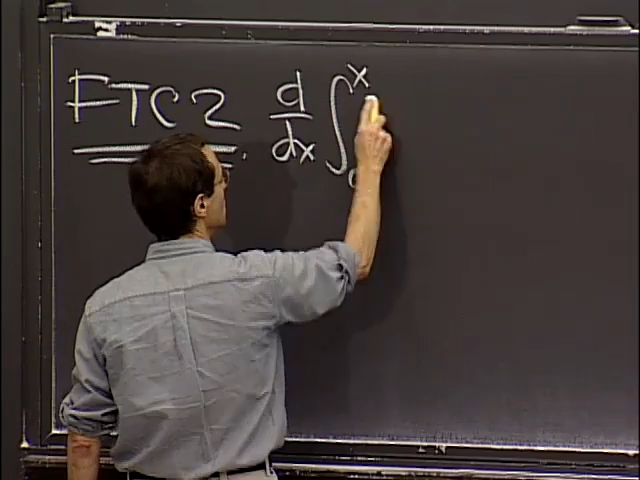 FTC2. d/dx ∫ x